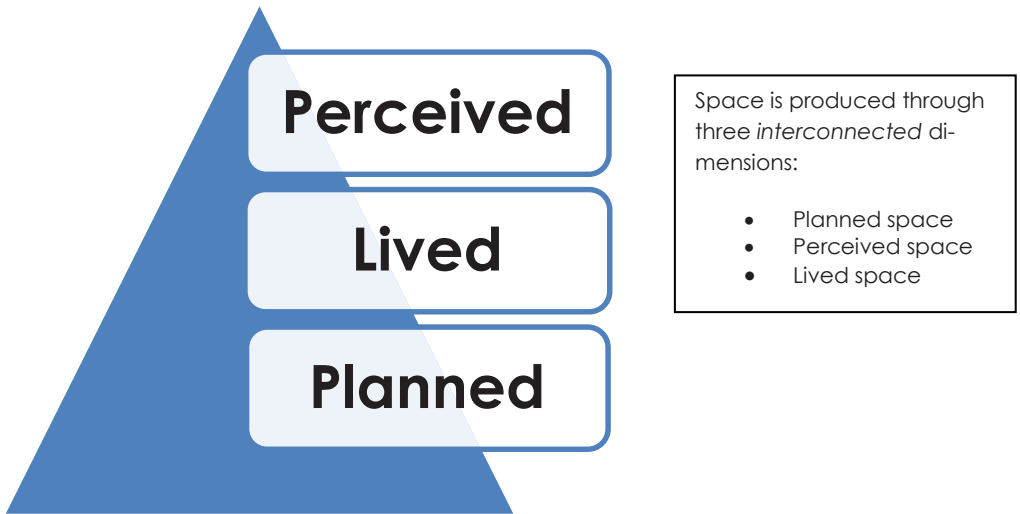 Perceived
Lived
Planned
Space is produced through
three interconnected di-
mensions:
• Planned space
• Perceived space
• Lived space